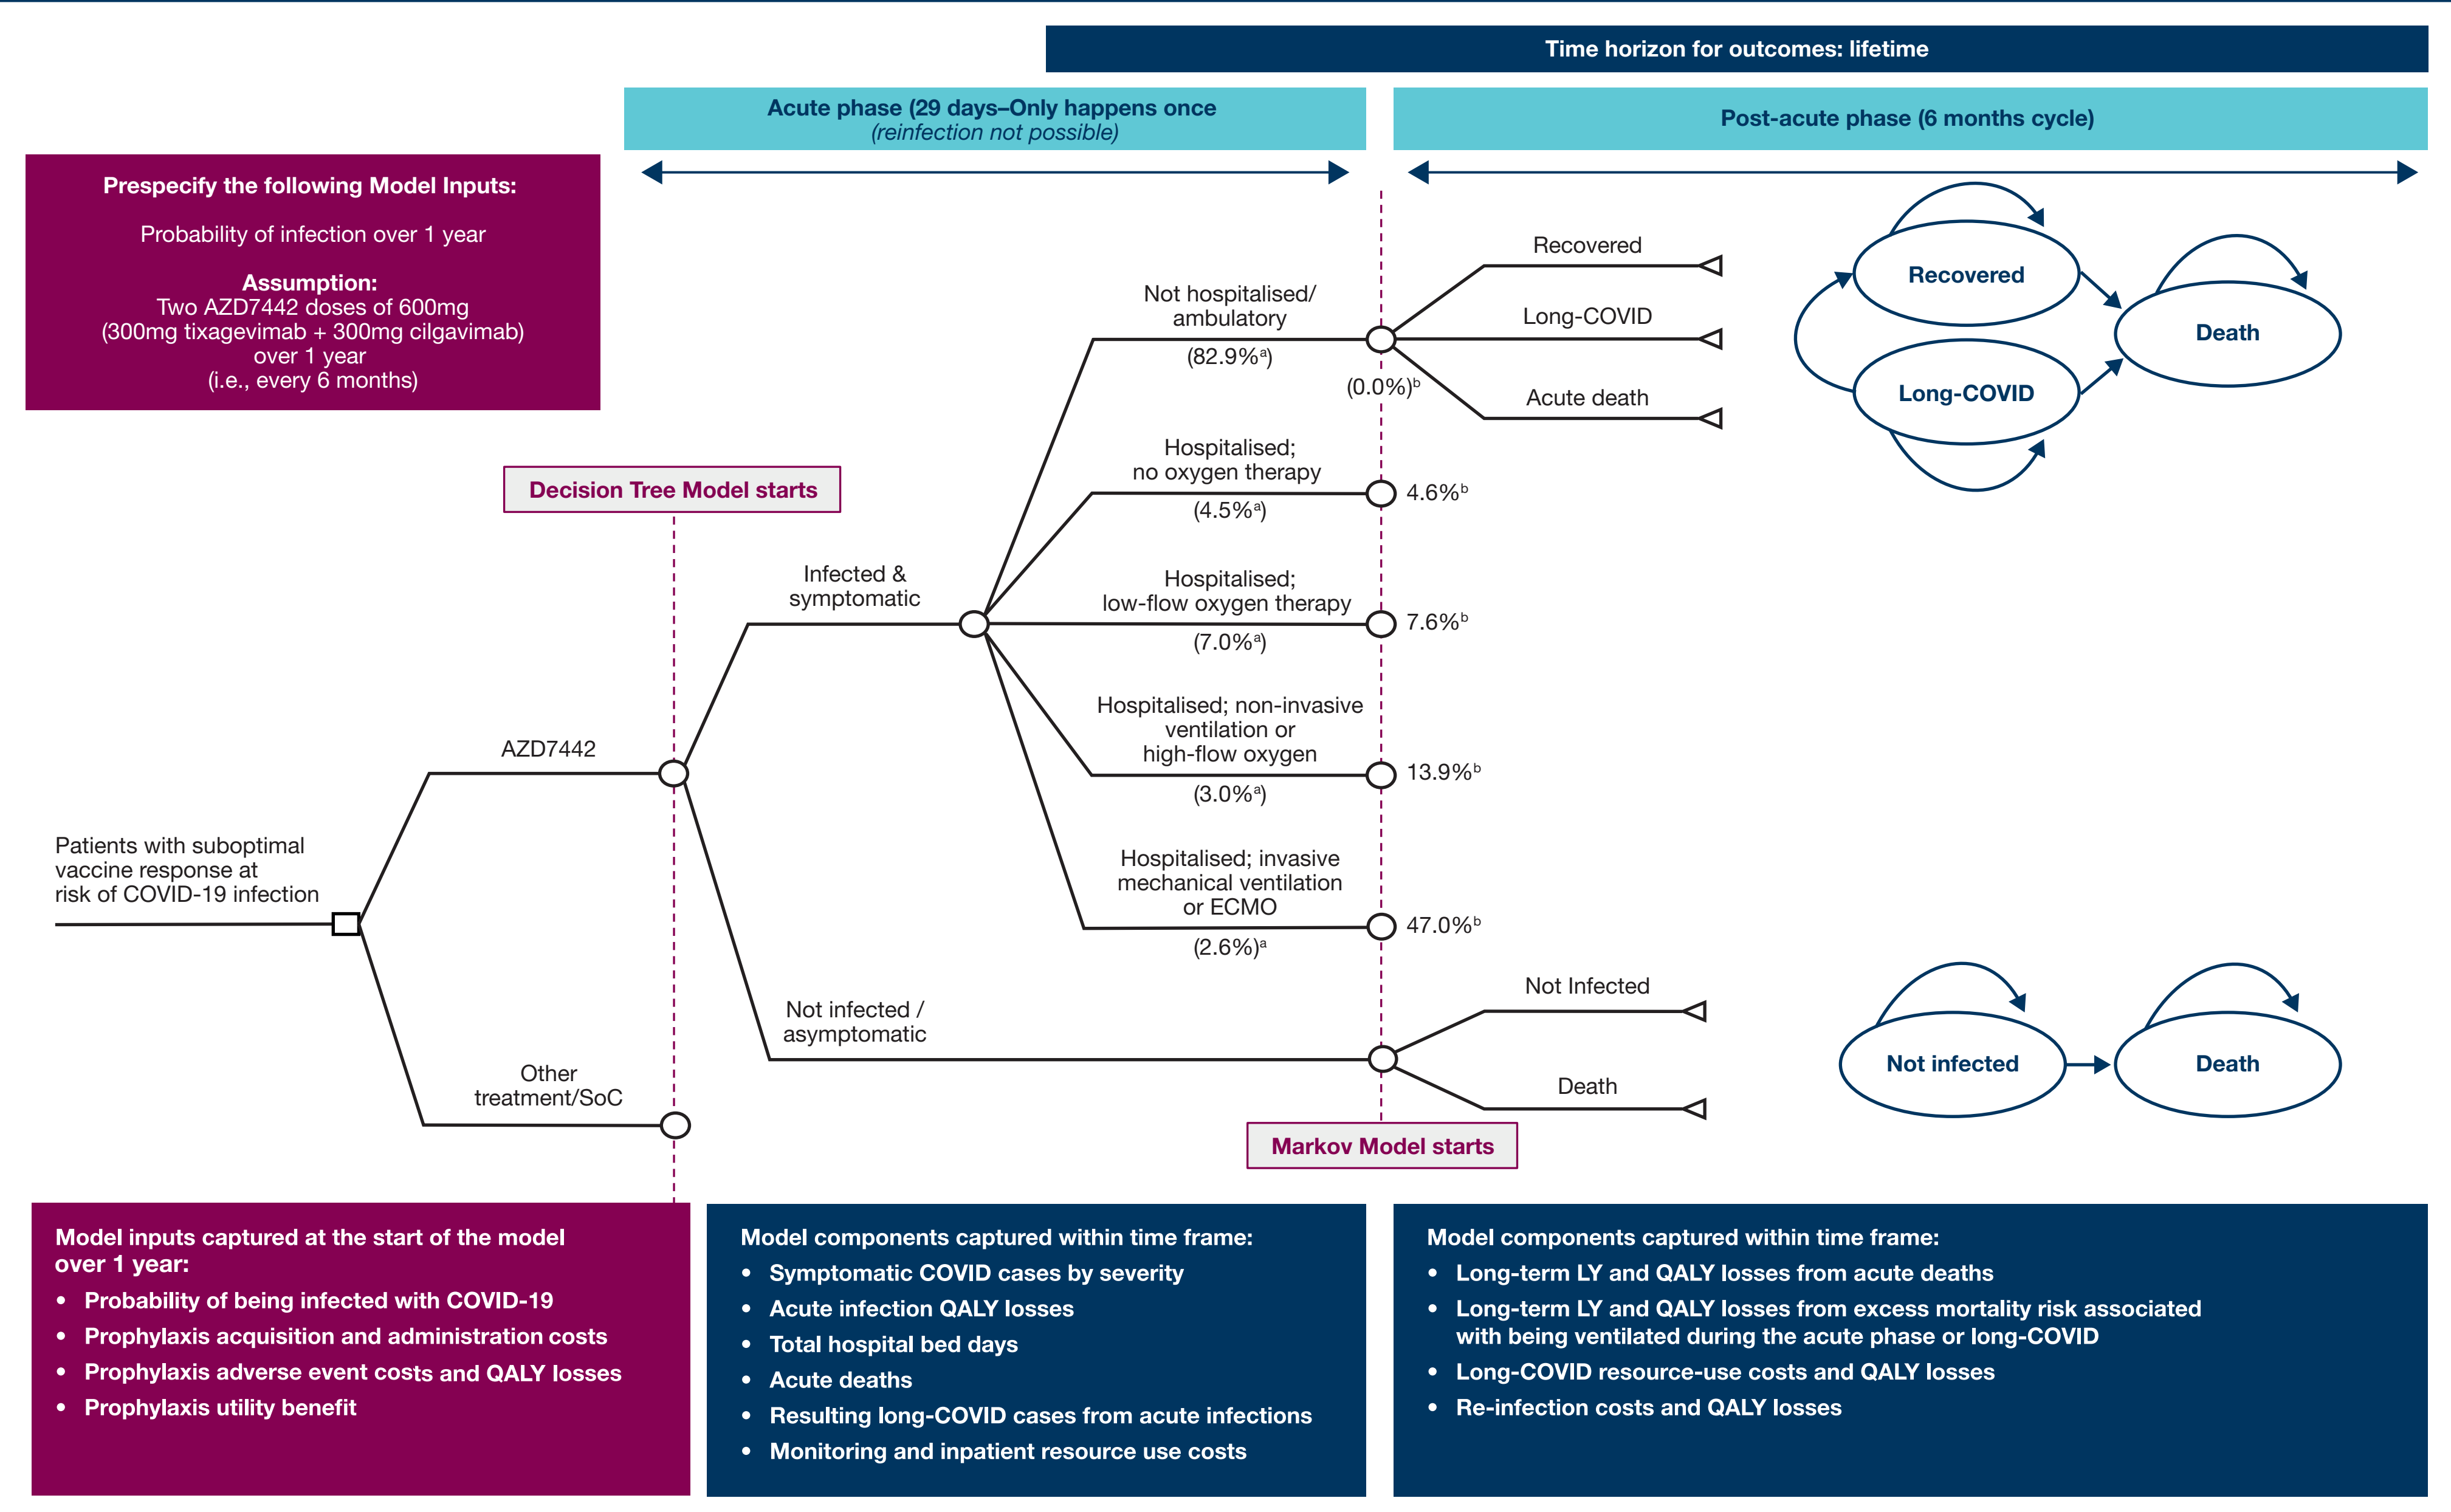 Time horizon for outcomes: lifetime
Acute phase (29 days–Only happens once
(reinfection not possible)
Post-acute phase (6 months cycle)
Prespecify the following Model Inputs:
Probability of infection over 1 year
Assumption:
Two AZD7442 doses of 600mg
(300mg tixagevimab + 300mg cilgavimab)
over 1 year
(i.e., every 6 months)
Decision Tree Model starts
Patients with suboptimal
vaccine response at
risk of COVID-19 infection
AZD7442
Other
treatment/SoC
Infected &
symptomatic
Not infected /
asymptomatic
Not hospitalised/
ambulatory
(82.9%ᵃ)
(0.0%)ᵇ
Hospitalised;
no oxygen therapy
(4.5%ᵃ)
4.6%ᵇ
Hospitalised;
low-flow oxygen therapy
(7.0%ᵃ)
7.6%ᵇ
Hospitalised; non-invasive
ventilation or
high-flow oxygen
(3.0%ᵃ)
13.9%ᵇ
Hospitalised; invasive
mechanical ventilation
or ECMO
(2.6%)ᵃ
47.0%ᵇ
Recovered
Long-COVID
Acute death
Not Infected
Death
Markov Model starts
Recovered
Long-COVID
Death
Not infected
Death
Model inputs captured at the start of the model
over 1 year:
• Probability of being infected with COVID-19
• Prophylaxis acquisition and administration costs
• Prophylaxis adverse event costs and QALY losses
• Prophylaxis utility benefit
Model components captured within time frame:
• Symptomatic COVID cases by severity
• Acute infection QALY losses
• Total hospital bed days
• Acute deaths
• Resulting long-COVID cases from acute infections
• Monitoring and inpatient resource use costs
Model components captured within time frame:
• Long-term LY and QALY losses from acute deaths
• Long-term LY and QALY losses from excess mortality risk associated
with being ventilated during the acute phase or long-COVID
• Long-COVID resource-use costs and QALY losses
• Re-infection costs and QALY losses